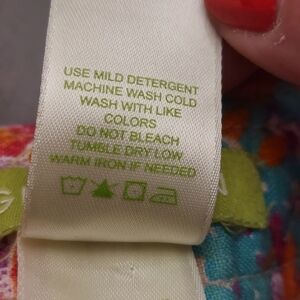 USE MILD DETERGENT
MACHINE WASH COLD
WASH WITH LIKE
COLORS
DO NOT BLEACH
TUMBLE DRY LOW
WARM IRON IF NEEDED